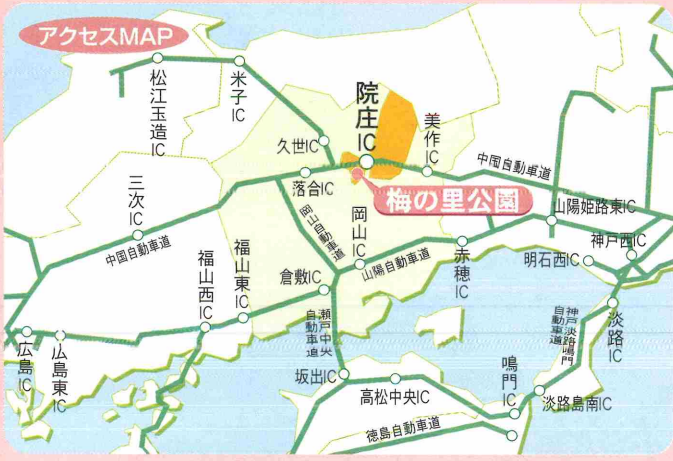 アクセスMAP
松江玉造IC
米子IC
院庄IC
美作IC
久世IC
中国自動車道
落合IC
梅の里公園
三次IC
岡山自動車道
岡山IC
山陽姫路東IC
神戸西IC
中国自動車道
福山西IC
福山東IC
倉敷IC
山陽自動車道
赤穂IC
明石西IC
瀬戸中央自動車道
神戸淡路鳴門自動車道
淡路IC
広島IC
広島東IC
坂出IC
高松中央IC
鳴門IC
淡路島南IC
徳島自動車道